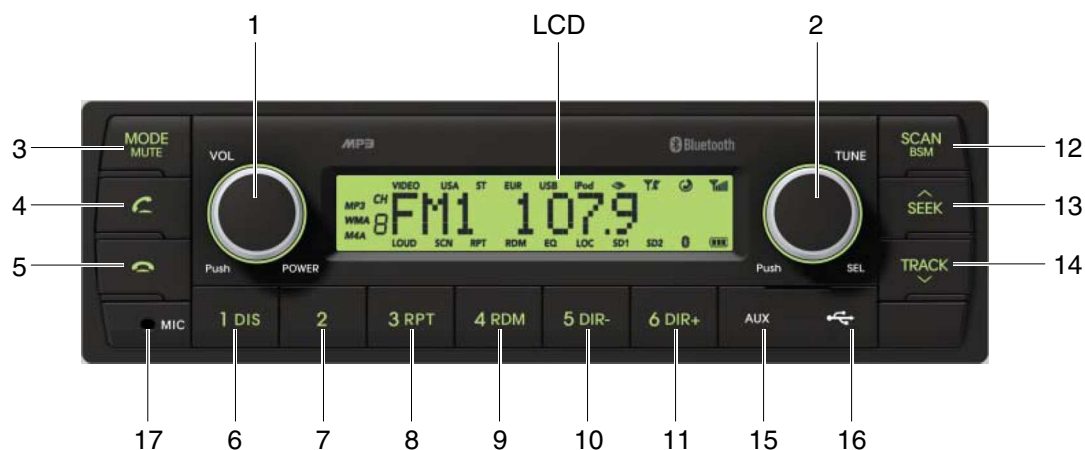 1 LCD 2
MODE
MUTE
VOL
MP3
Bluetooth
TUNE
SCAN
BSM
3
12
VIDEO USA ST EUR USB iPod
MP3 CH
WMA 8 FM1 107.9
M4A
LOUD SCN RPT RDM EQ LOC SD1 SD2
4
SEEK
13
5
Push POWER
Push SEL
TRACK
14
MIC
1 DIS
2
3 RPT
4 RDM
5 DIR-
6 DIR+
AUX
17 6 7 8 9 10 11 15 16